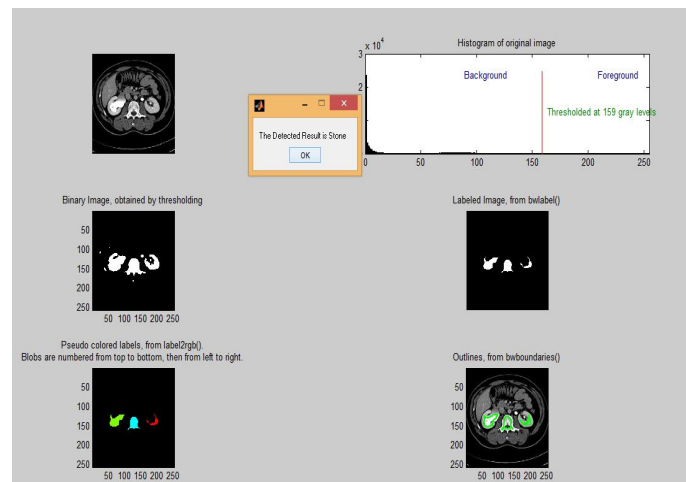 Histogram of original image
x 10^4
3
2
1
0
Background
Foreground
Thresholded at 159 gray levels
0 50 100 150 200 250
The Detected Result is Stone
OK
Binary Image, obtained by thresholding
50
100
150
200
250
50 100 150 200 250
Labeled Image, from bwlabel()
Pseudo colored labels, from label2rgb().
Blobs are numbered from top to bottom, then from left to right.
50
100
150
200
250
50 100 150 200 250
Outlines, from bwboundaries()
50
100
150
200
250
50 100 150 200 250